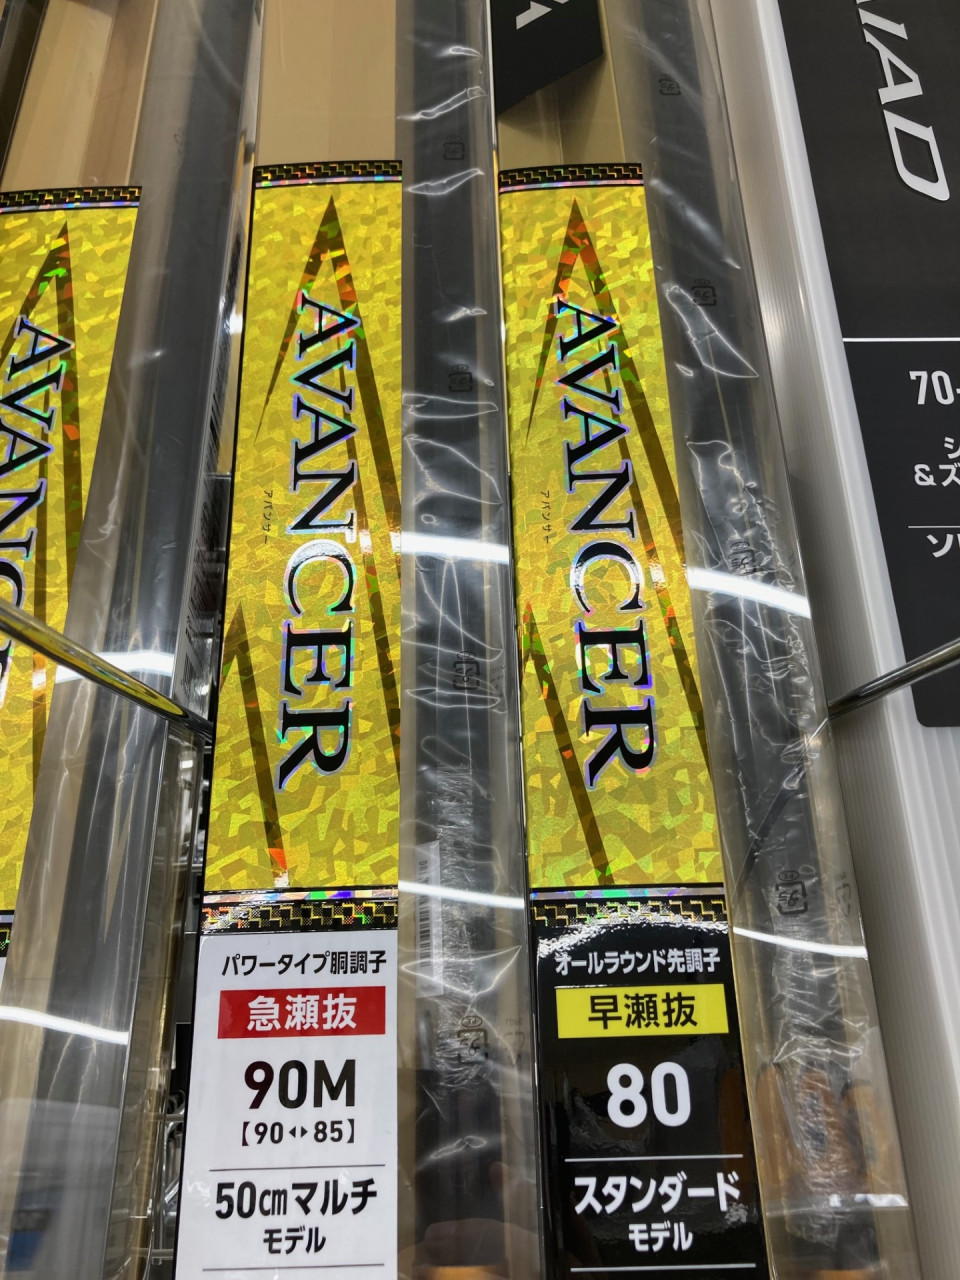 AVANCER
アバンサー
パワータイプ胴調子
急瀬抜
90M
【90↔85】
50cmマルチ
モデル
AVANCER
アバンサー
オールラウンド先調子
早瀬抜
80
スタンダード
モデル
70